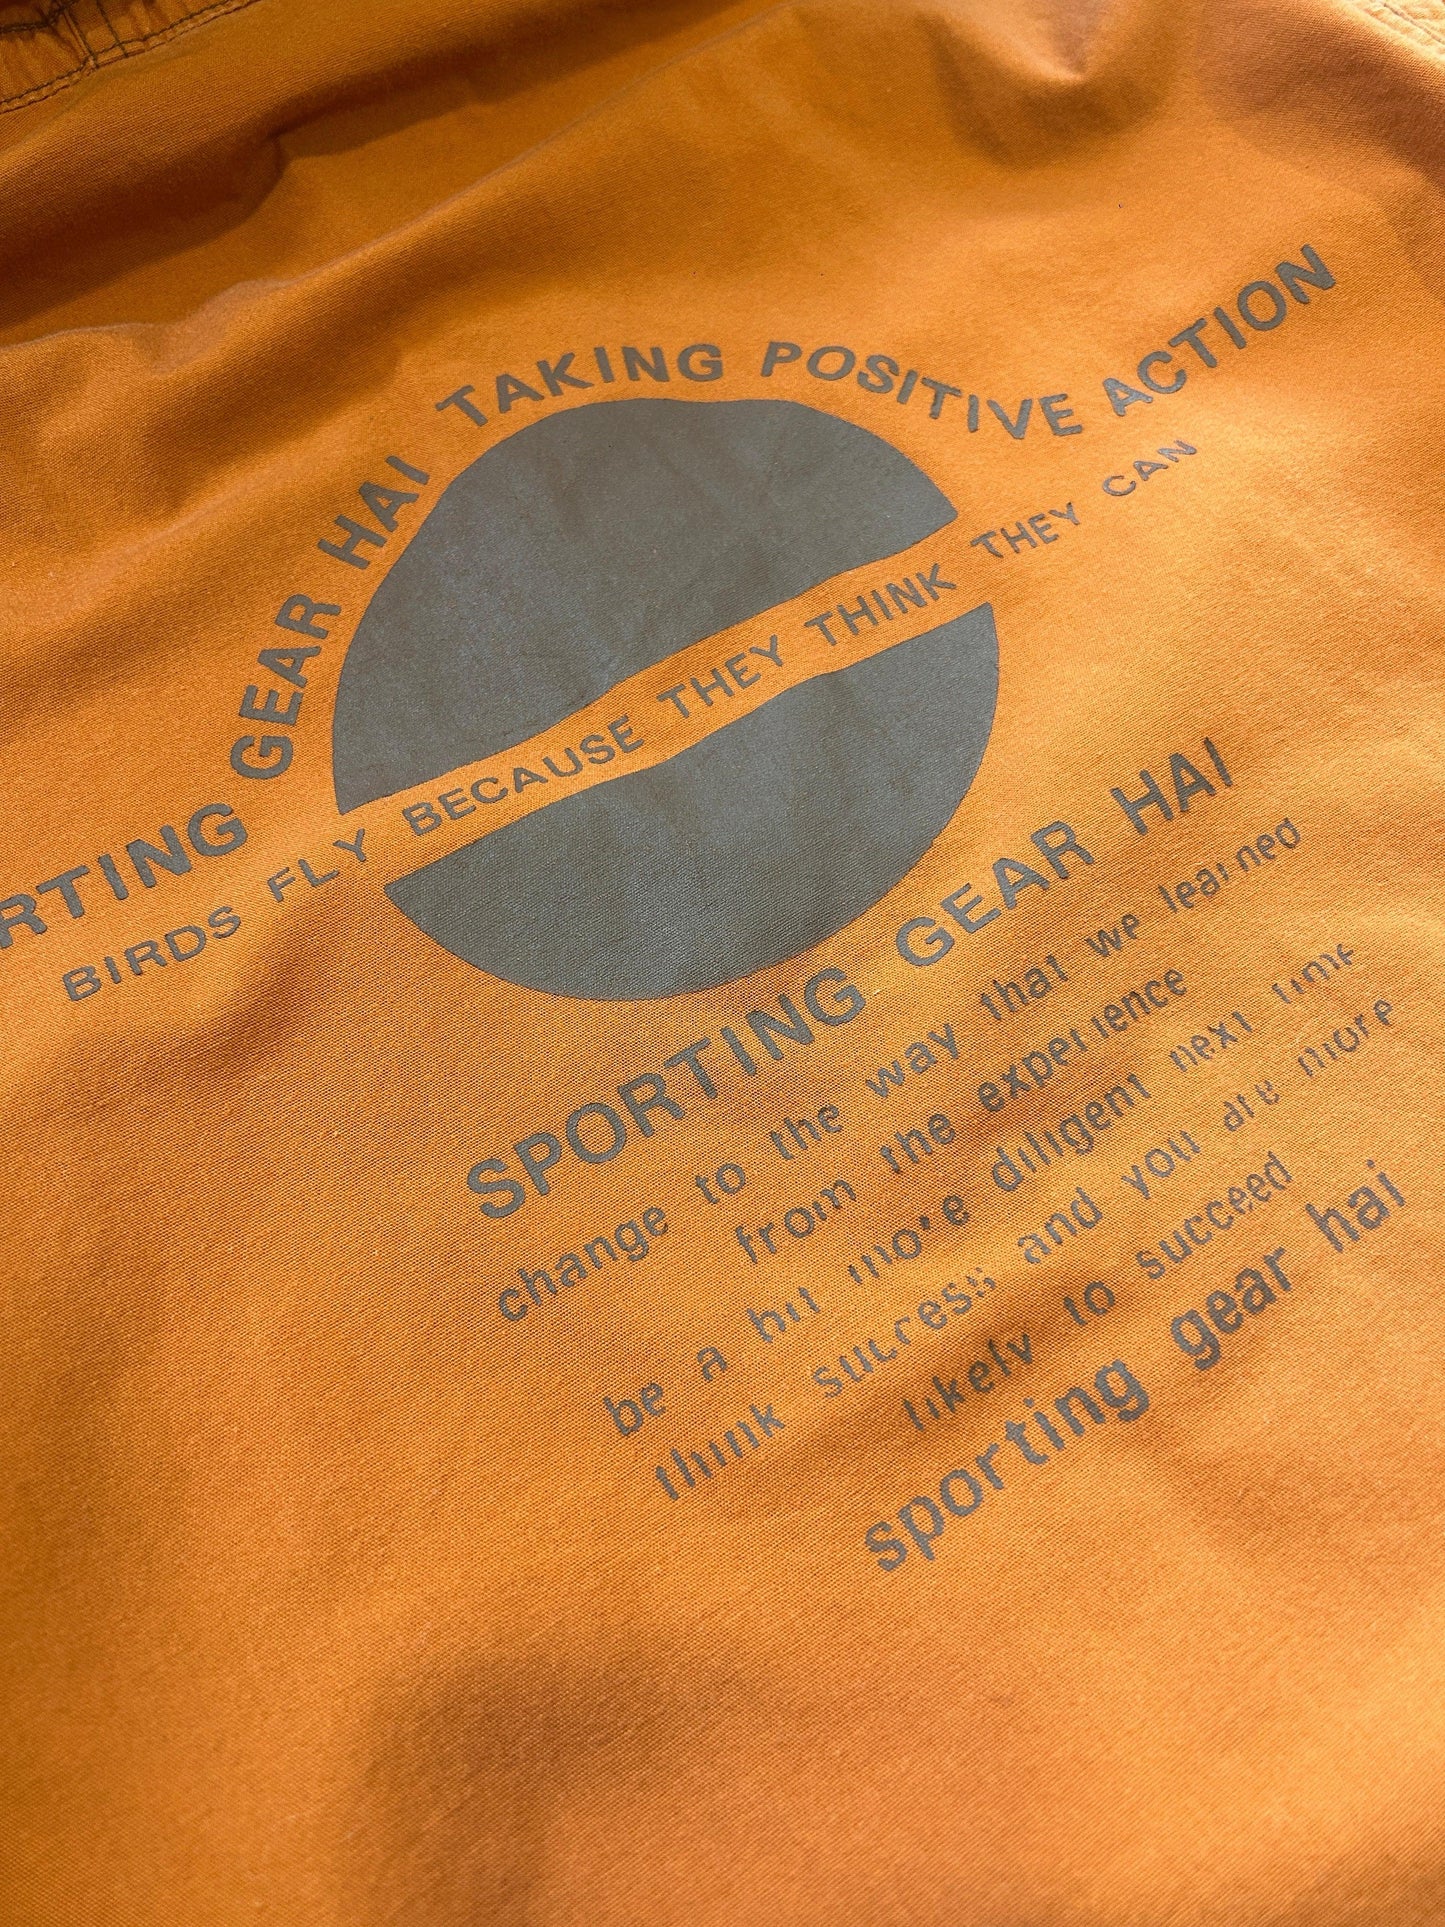 RTING GEAR HAI TAKING POSITIVE ACTION
BIRDS FLY BECAUSE THEY THINK THEY CAN
SPORTING GEAR HAI
change to the way that we learned
from the experience
be a bit more diligent next time
think success and you are more
likely to succeed
sporting gear hai